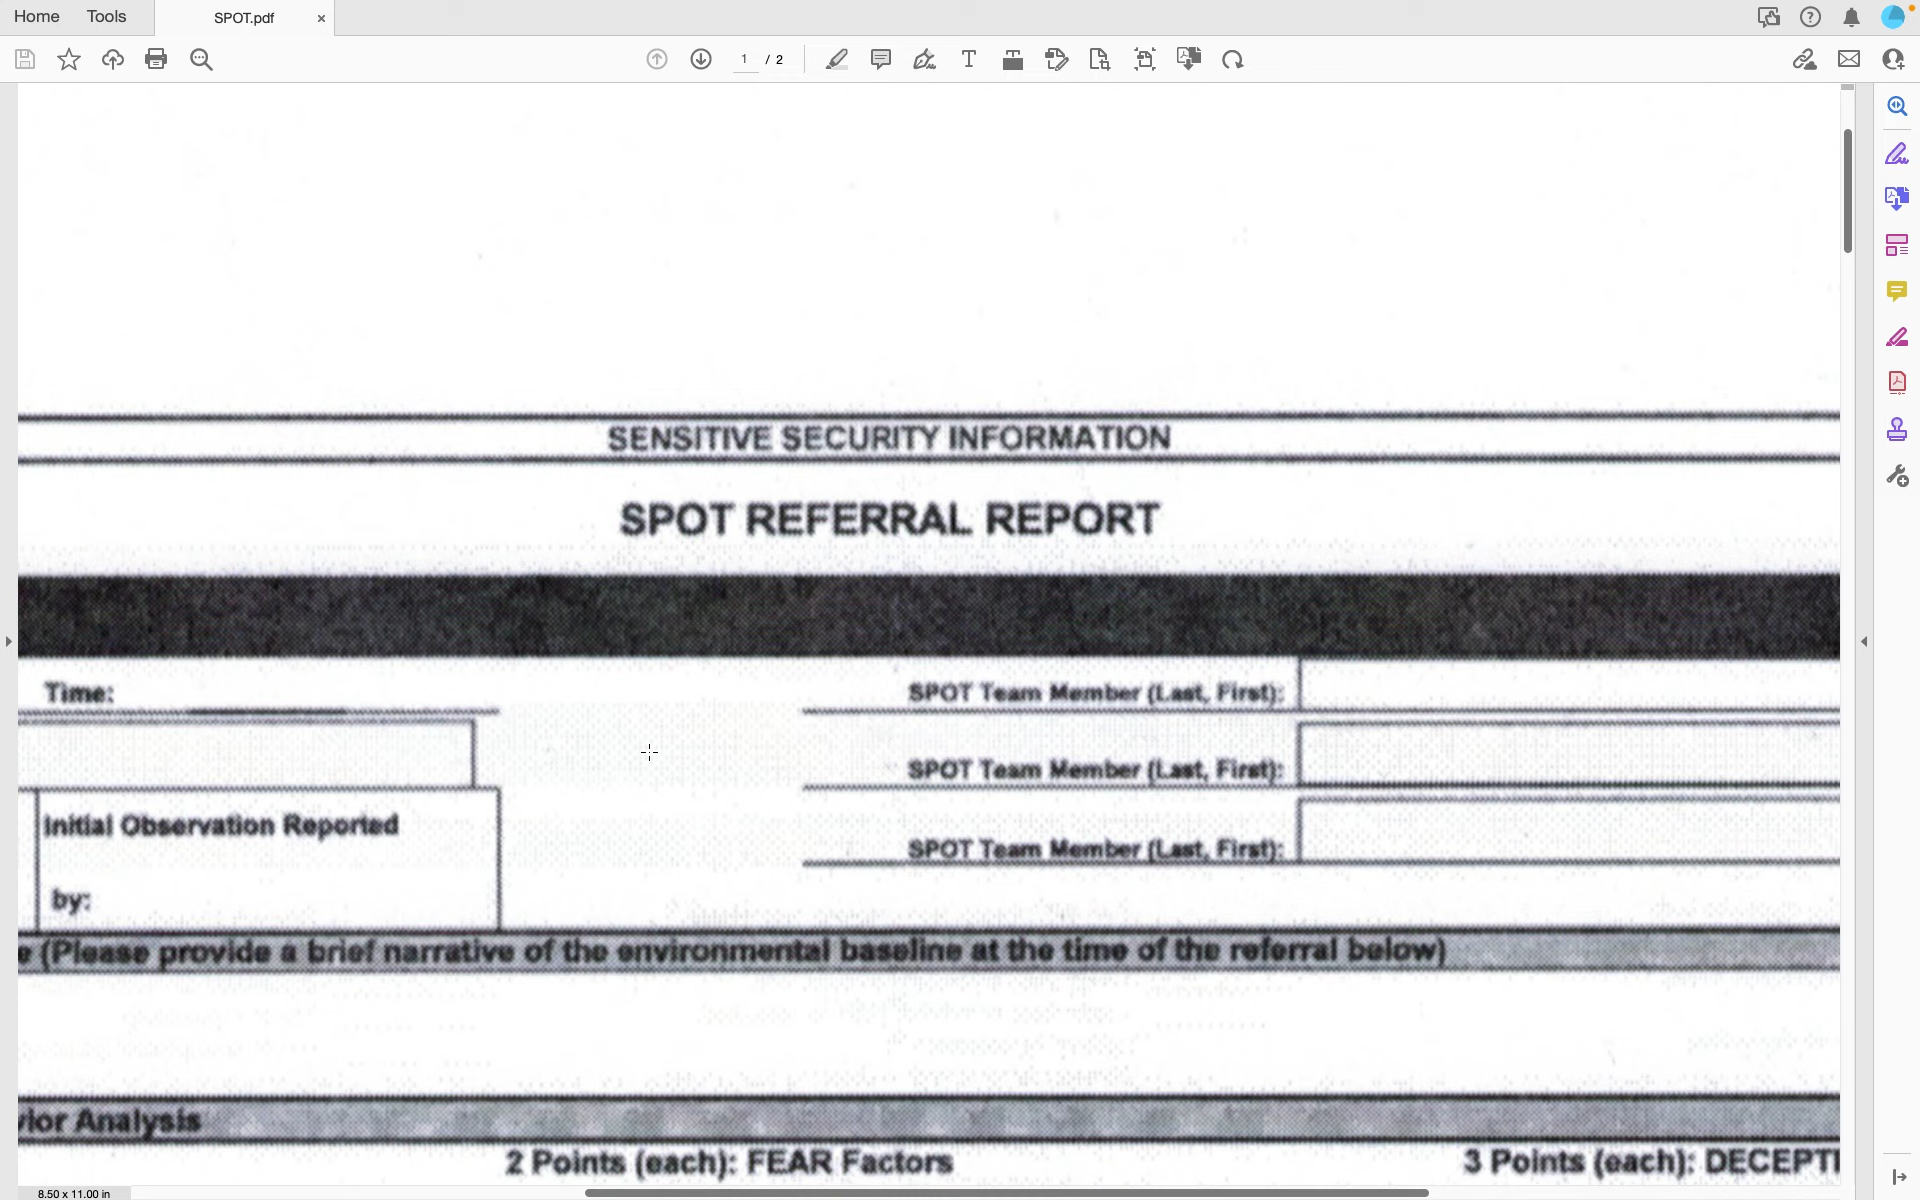 Home Tools SPOT.pdf ×
1 / 2
SENSITIVE SECURITY INFORMATION
SPOT REFERRAL REPORT
Time: SPOT Team Member (Last, First):
SPOT Team Member (Last, First):
Initial Observation Reported
SPOT Team Member (Last, First):
by:
e (Please provide a brief narrative of the environmental baseline at the time of the referral below)
vior Analysis
2 Points (each): FEAR Factors 3 Points (each): DECEPTI
8.50 x 11.00 in